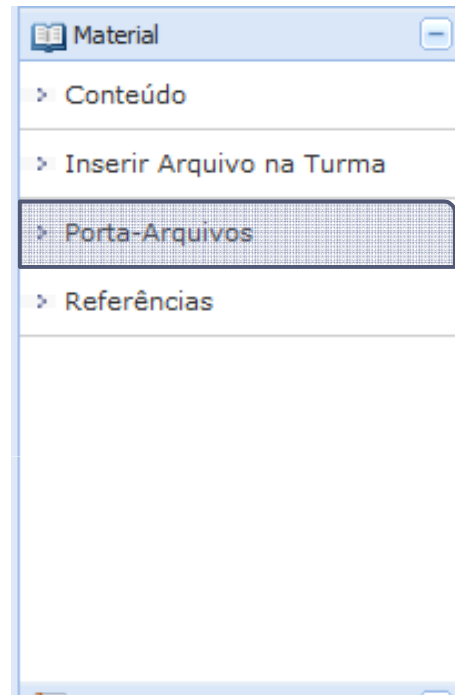 Material
Conteúdo
Inserir Arquivo na Turma
Porta-Arquivos
Referências